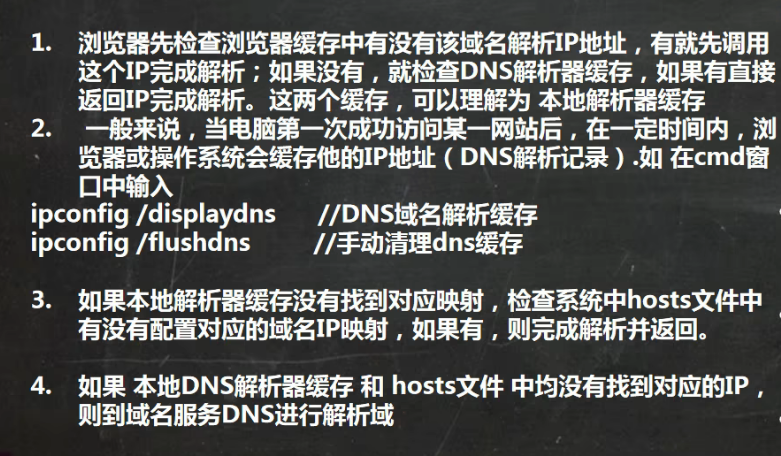 1. 浏览器先检查浏览器缓存中有没有该域名解析IP地址，有就先调用
这个IP完成解析；如果没有，就检查DNS解析器缓存，如果有直接
返回IP完成解析。这两个缓存，可以理解为 本地解析器缓存
2. 一般来说，当电脑第一次成功访问某一网站后，在一定时间内，浏
览器或操作系统会缓存他的IP地址（DNS解析记录）.如 在cmd窗
口中输入
ipconfig /displaydns //DNS域名解析缓存
ipconfig /flushdns //手动清理dns缓存
3. 如果本地解析器缓存没有找到对应映射，检查系统中hosts文件中
有没有配置对应的域名IP映射，如果有，则完成解析并返回。
4. 如果 本地DNS解析器缓存 和 hosts文件 中均没有找到对应的IP，
则到域名服务DNS进行解析域